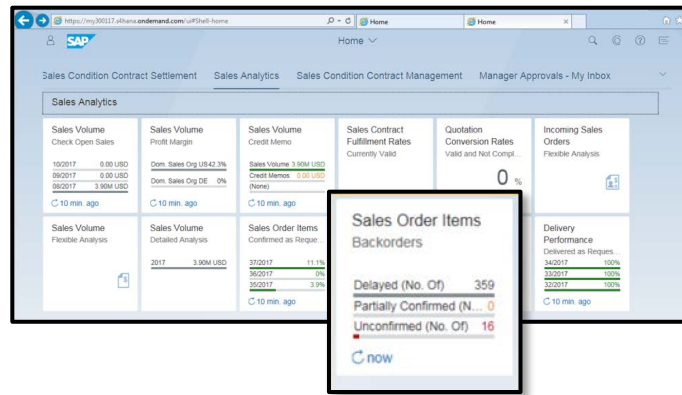 https://my300117.s4hana.ondemand.com/ui#Shell-home
Home
Home
SAP
Home
Sales Condition Contract Settlement
Sales Analytics
Sales Condition Contract Management
Manager Approvals - My Inbox
Sales Analytics
Sales Volume
Check Open Sales
10/2017 0.00 USD
09/2017 0.00 USD
08/2017 3.90M USD
10 min. ago
Sales Volume
Profit Margin
Dom. Sales Org US 42.3%
Dom. Sales Org DE 0%
10 min. ago
Sales Volume
Credit Memo
Sales Volume 3.90M USD
Credit Memos 0.00 USD
(None)
10 min. ago
Sales Contract
Fulfillment Rates
Currently Valid
Quotation
Conversion Rates
Valid and Not Compl...
0 %
Incoming Sales
Orders
Flexible Analysis
Sales Volume
Flexible Analysis
Sales Volume
Detailed Analysis
2017 3.90M USD
Sales Order Items
Confirmed as Reque...
37/2017 11.1%
36/2017 0%
35/2017 3.9%
10 min. ago
Sales Order Items
Backorders
Delayed (No. Of) 359
Partially Confirmed (N... 0
Unconfirmed (No. Of) 16
now
Delivery
Performance
Delivered as Reques...
34/2017 100%
33/2017 100%
32/2017 100%
10 min. ago